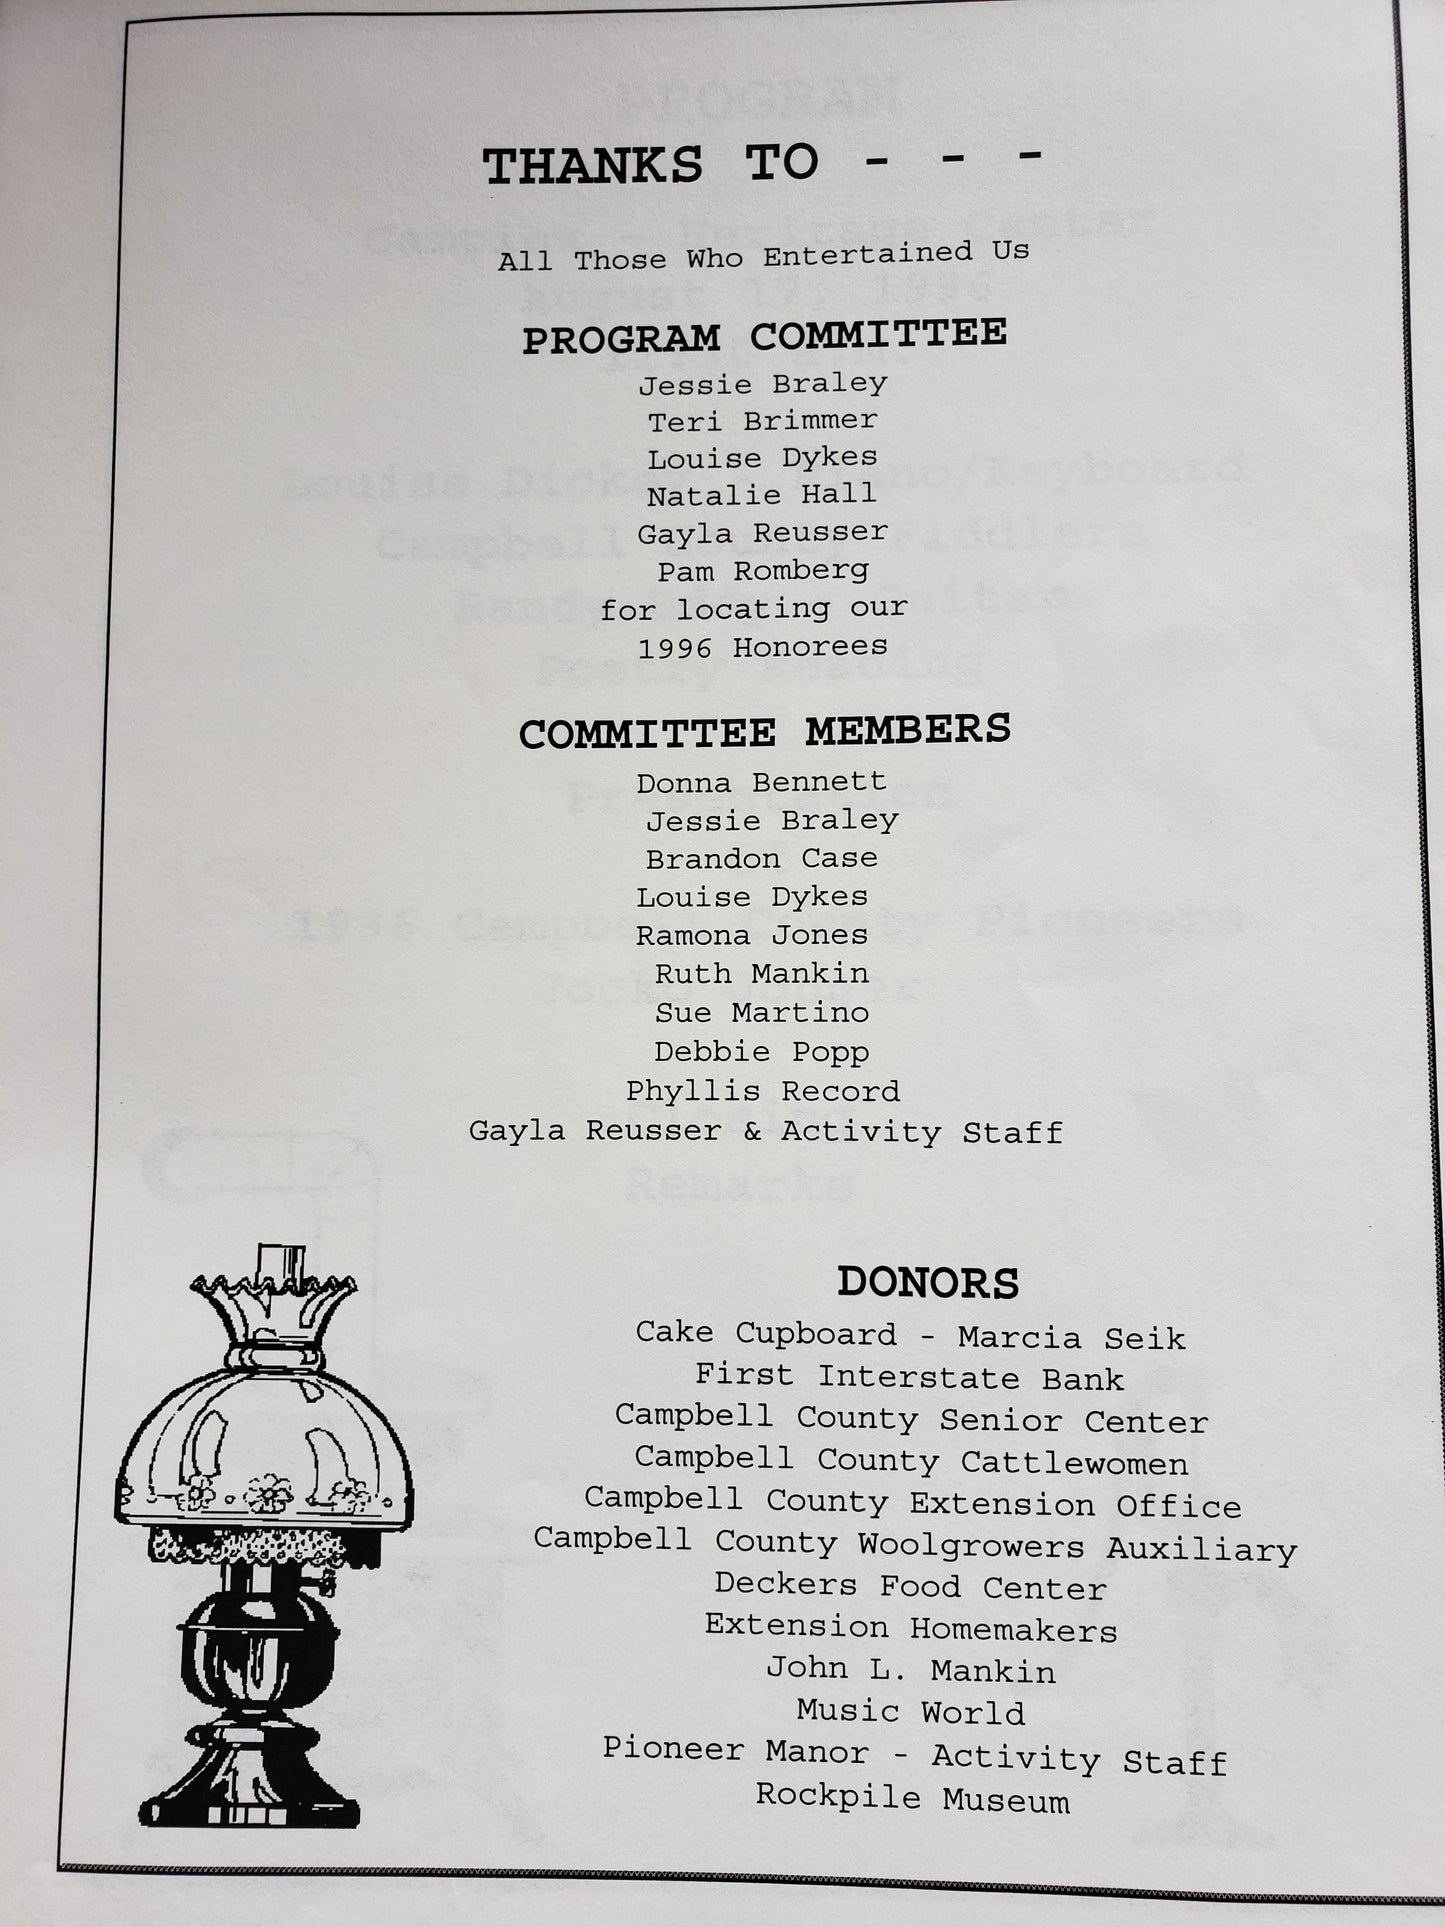 THANKS TO - - -
All Those Who Entertained Us
PROGRAM COMMITTEE
Jessie Braley
Teri Brimmer
Louise Dykes
Natalie Hall
Gayla Reusser
Pam Romberg
for locating our
1996 Honorees
COMMITTEE MEMBERS
Donna Bennett
Jessie Braley
Brandon Case
Louise Dykes
Ramona Jones
Ruth Mankin
Sue Martino
Debbie Popp
Phyllis Record
Gayla Reusser & Activity Staff
DONORS
Cake Cupboard - Marcia Seik
First Interstate Bank
Campbell County Senior Center
Campbell County Cattlewomen
Campbell County Extension Office
Campbell County Woolgrowers Auxiliary
Deckers Food Center
Extension Homemakers
John L. Mankin
Music World
Pioneer Manor - Activity Staff
Rockpile Museum